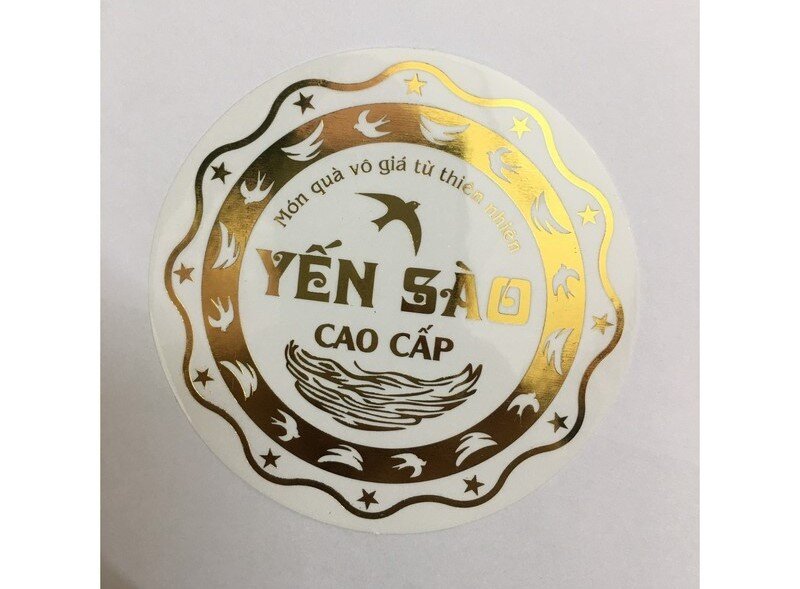 Món quà vô giá từ thiên nhiên
YẾN SÀO
CAO CẤP